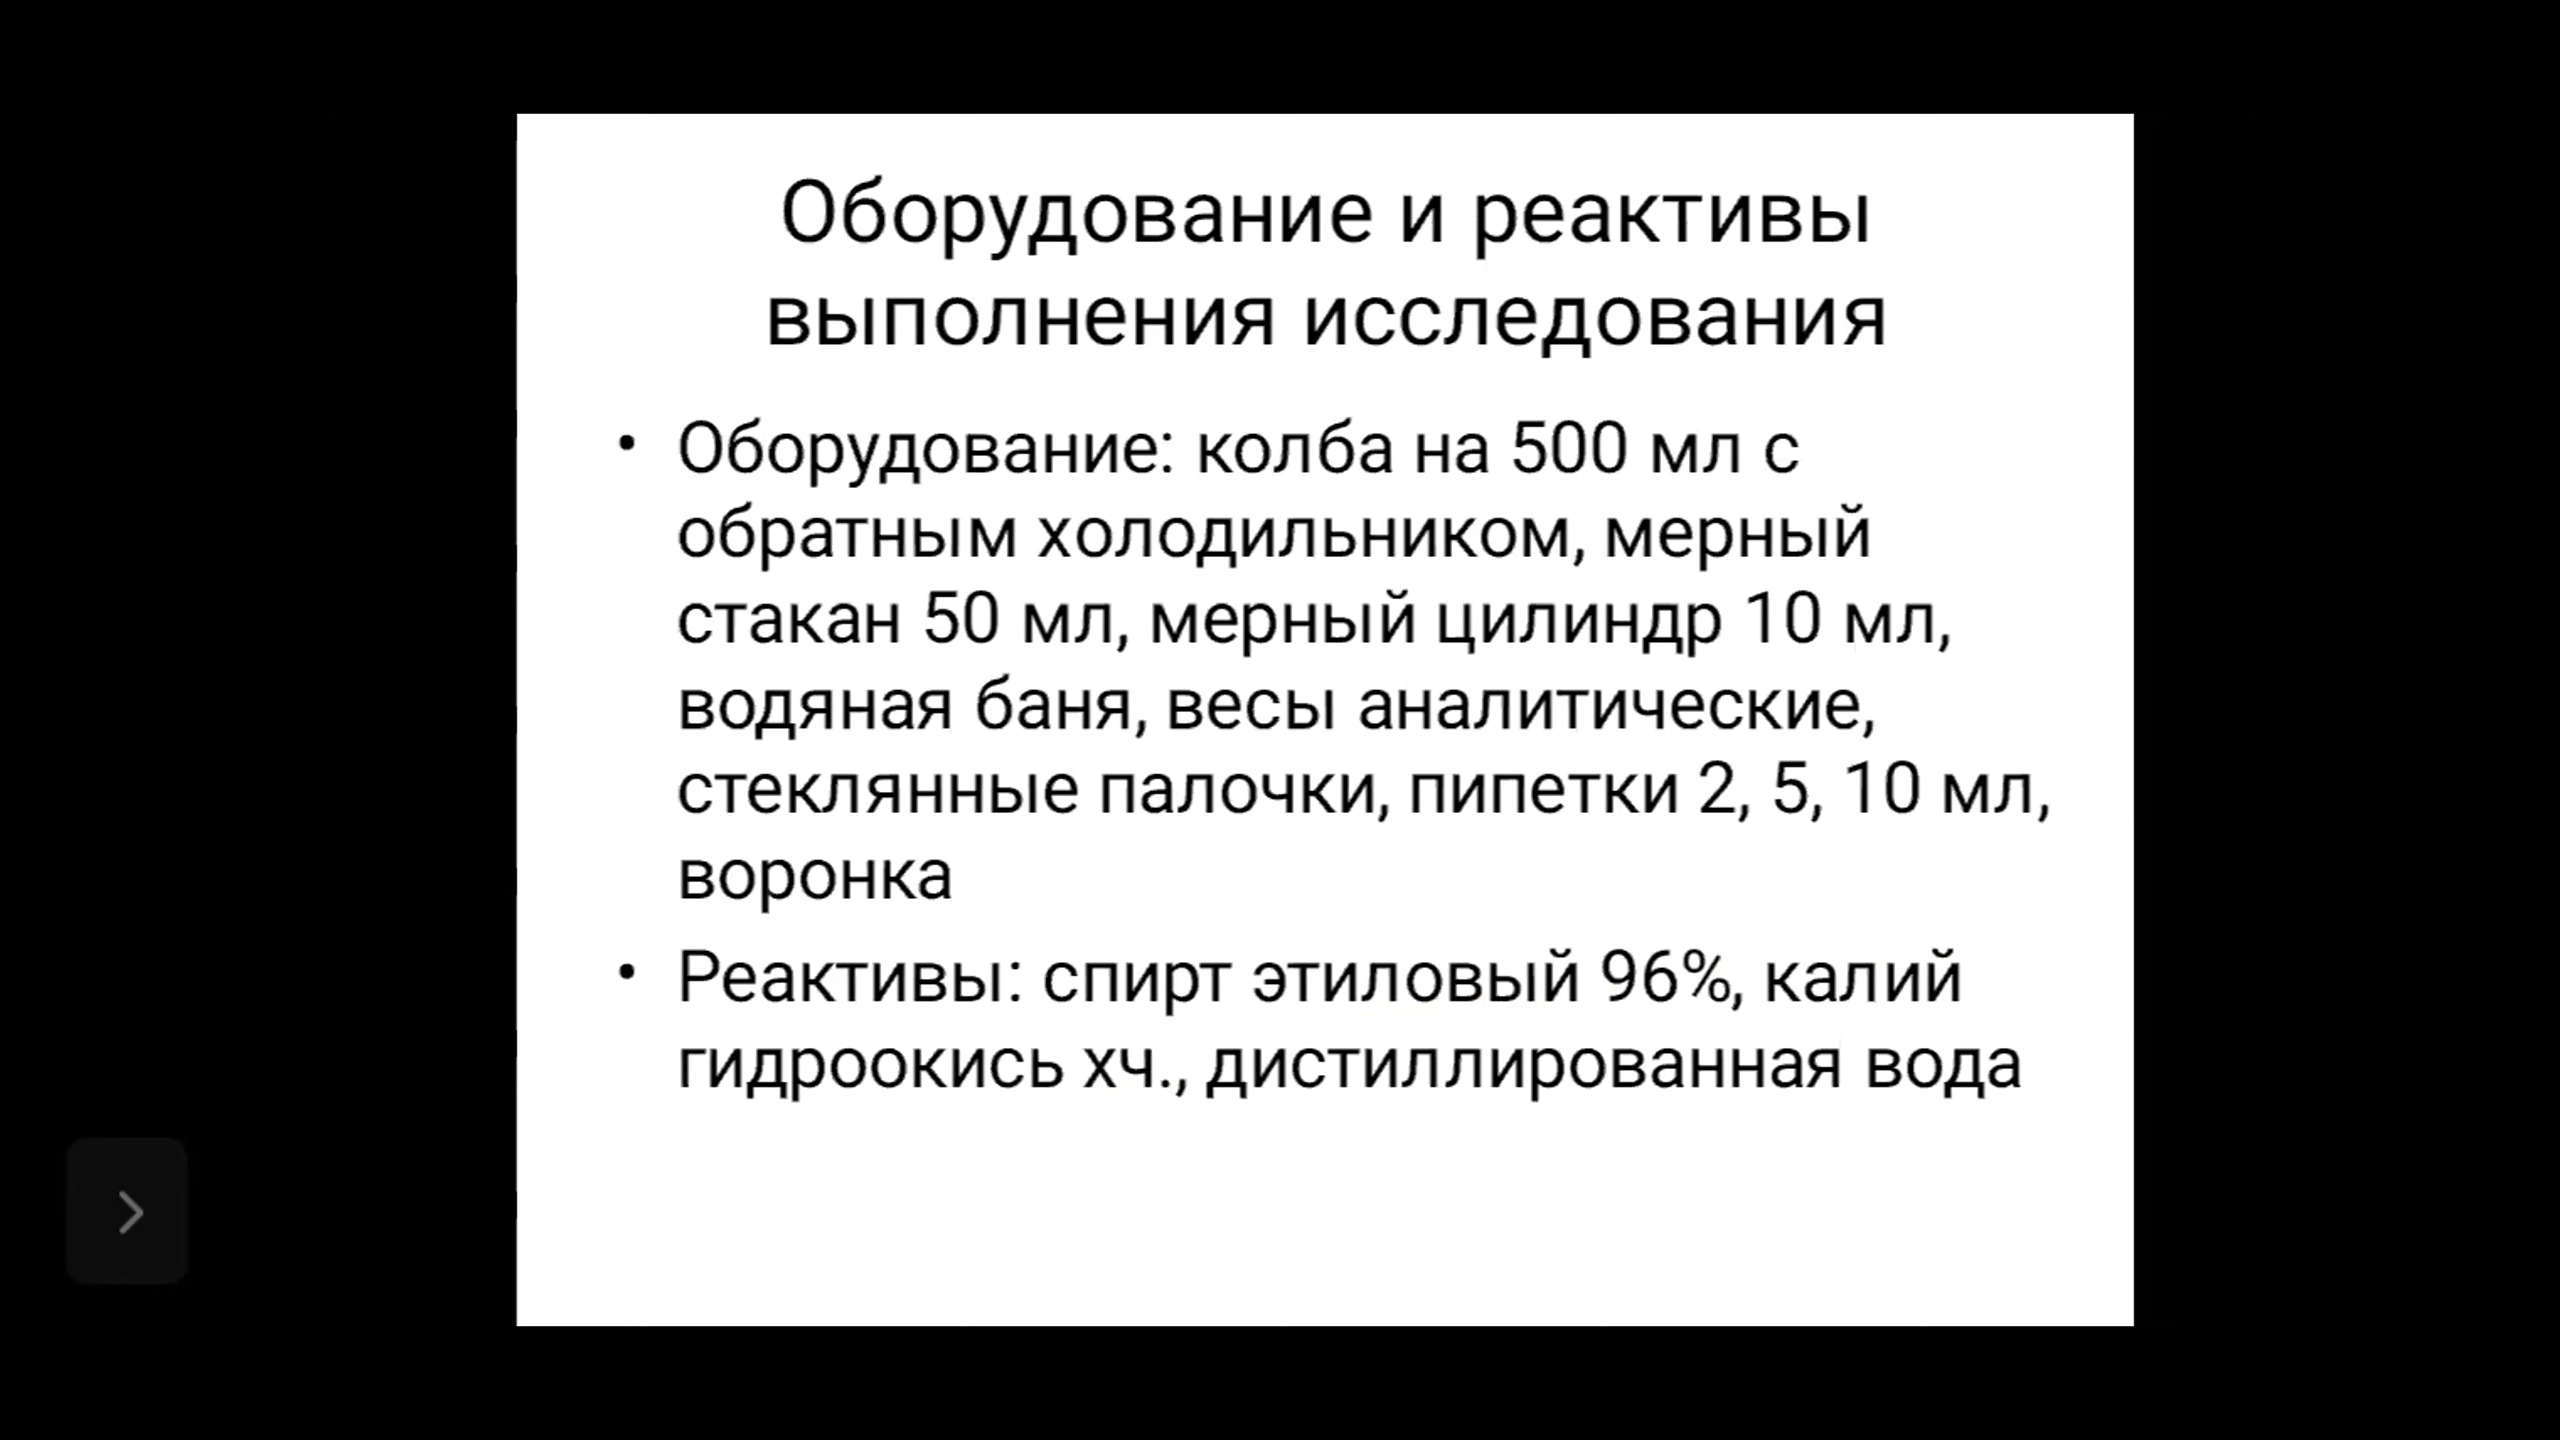 Оборудование и реактивы
выполнения исследования
• Оборудование: колба на 500 мл с
обратным холодильником, мерный
стакан 50 мл, мерный цилиндр 10 мл,
водяная баня, весы аналитические,
стеклянные палочки, пипетки 2, 5, 10 мл,
воронка
• Реактивы: спирт этиловый 96%, калий
гидроокись хч., дистиллированная вода